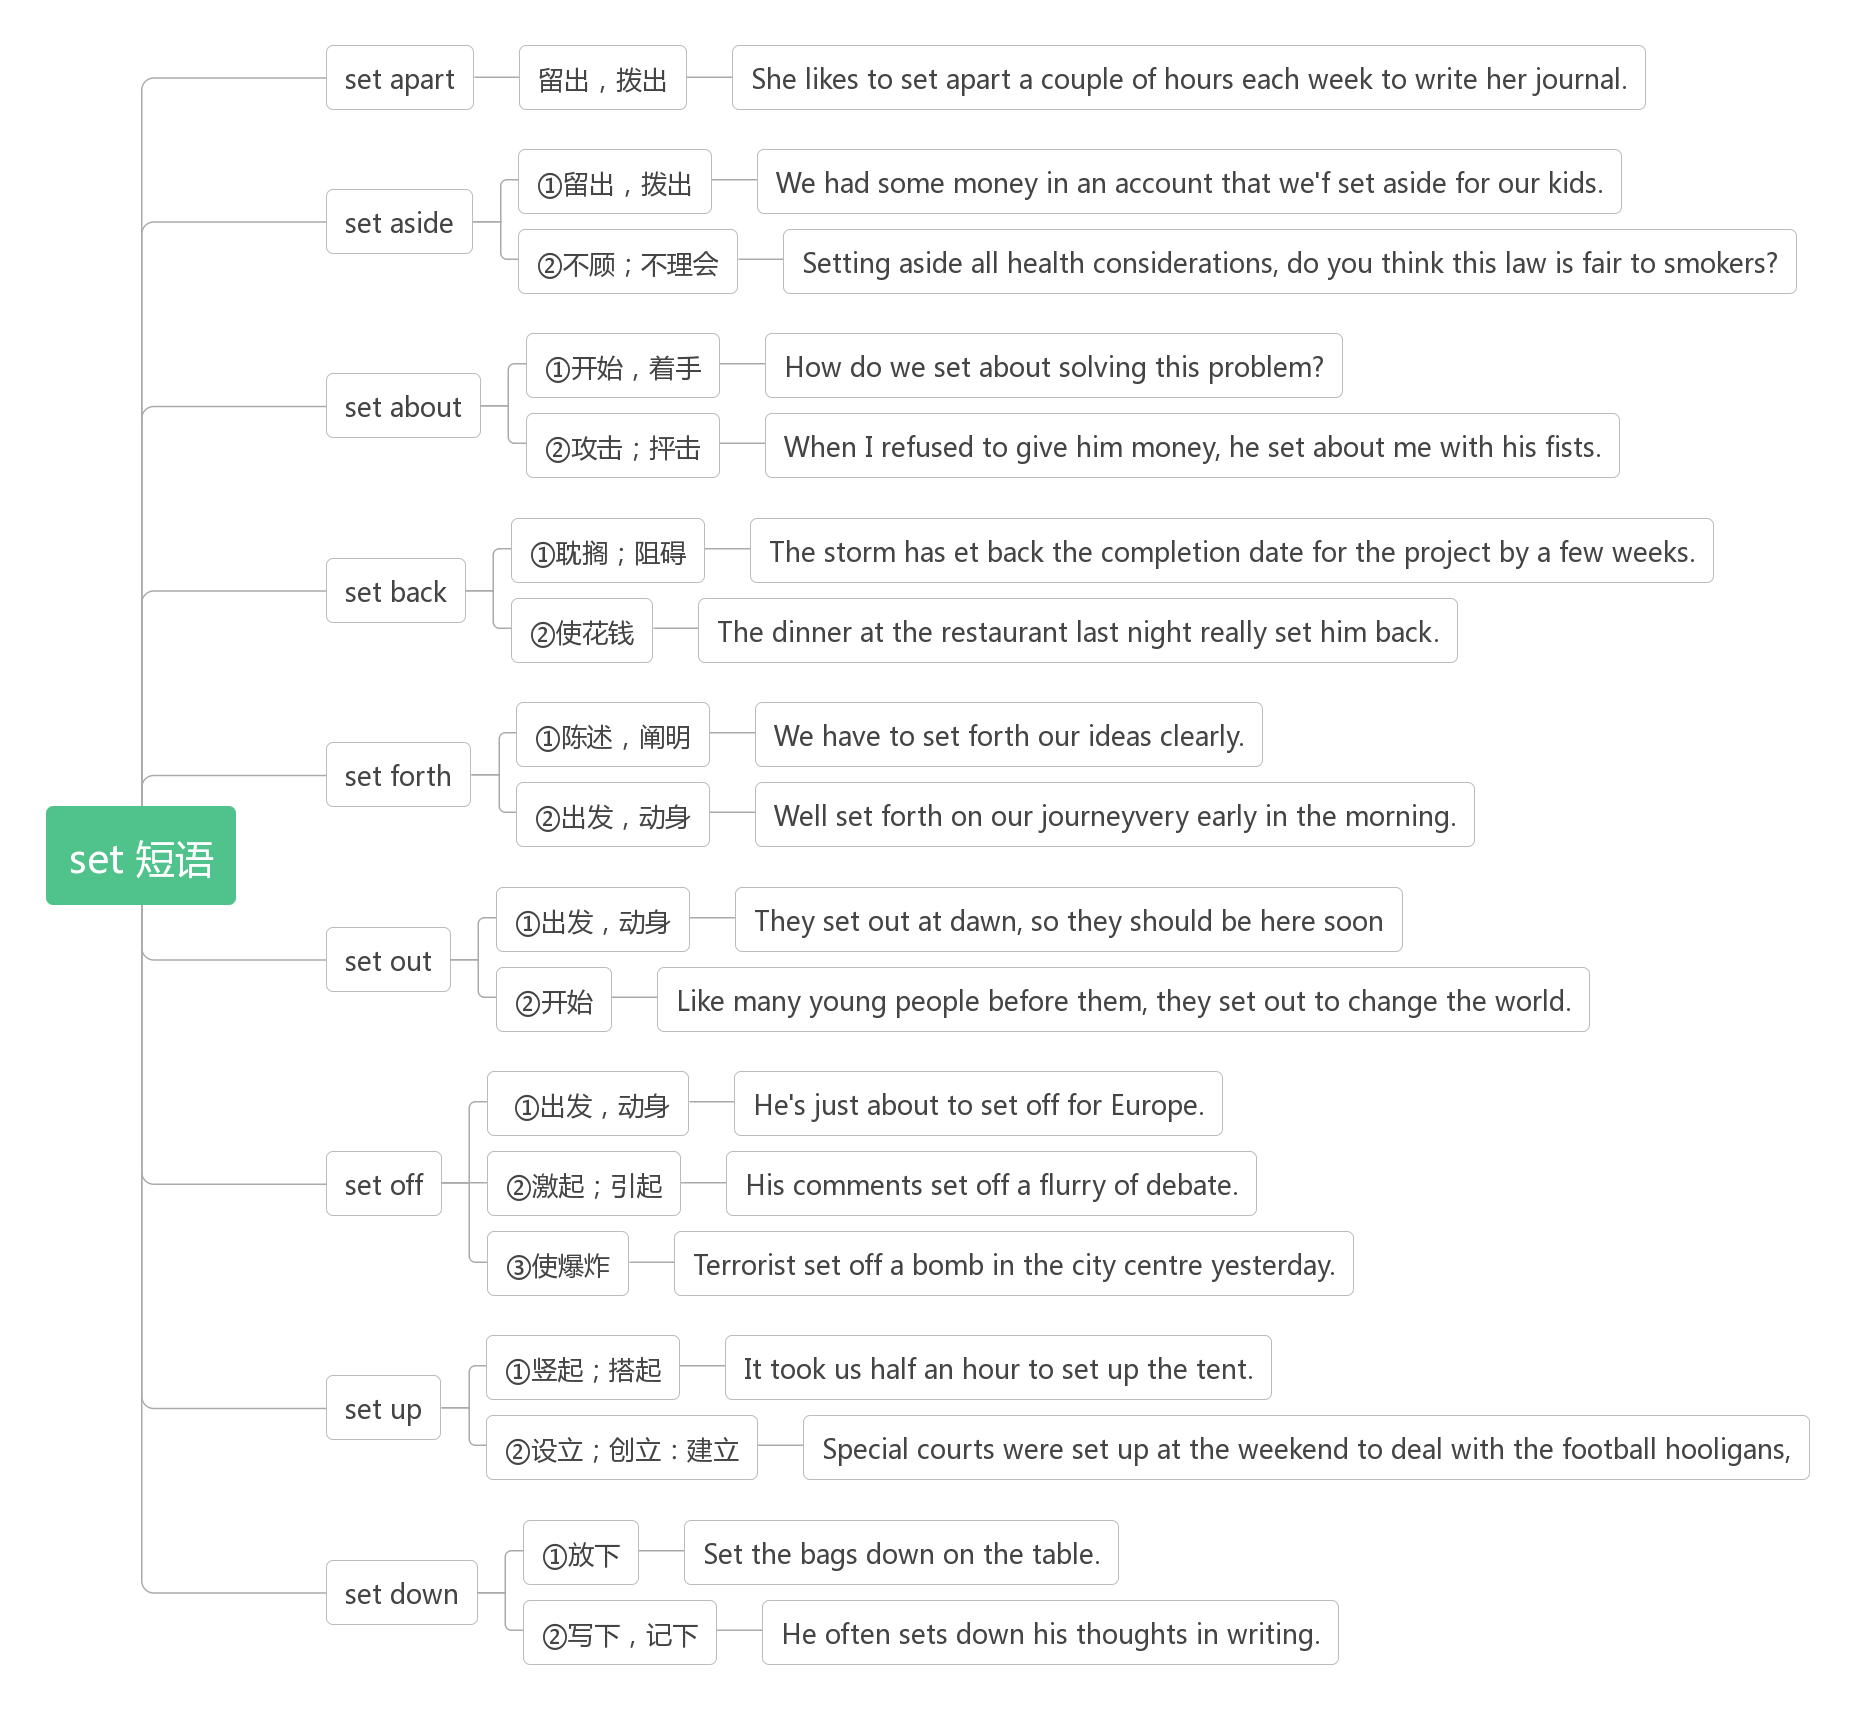 set apart
留出，拨出
She likes to set apart a couple of hours each week to write her journal.
set aside
①留出，拨出
We had some money in an account that we'f set aside for our kids.
②不顾；不理会
Setting aside all health considerations, do you think this law is fair to smokers?
set about
①开始，着手
How do we set about solving this problem?
②攻击；抨击
When I refused to give him money, he set about me with his fists.
set back
①耽搁；阻碍
The storm has et back the completion date for the project by a few weeks.
②使花钱
The dinner at the restaurant last night really set him back.
set forth
①陈述，阐明
We have to set forth our ideas clearly.
②出发，动身
Well set forth on our journeyvery early in the morning.
set 短语
set out
①出发，动身
They set out at dawn, so they should be here soon
②开始
Like many young people before them, they set out to change the world.
set off
①出发，动身
He's just about to set off for Europe.
②激起；引起
His comments set off a flurry of debate.
③使爆炸
Terrorist set off a bomb in the city centre yesterday.
set up
①竖起；搭起
It took us half an hour to set up the tent.
②设立；创立：建立
Special courts were set up at the weekend to deal with the football hooligans,
set down
①放下
Set the bags down on the table.
②写下，记下
He often sets down his thoughts in writing.